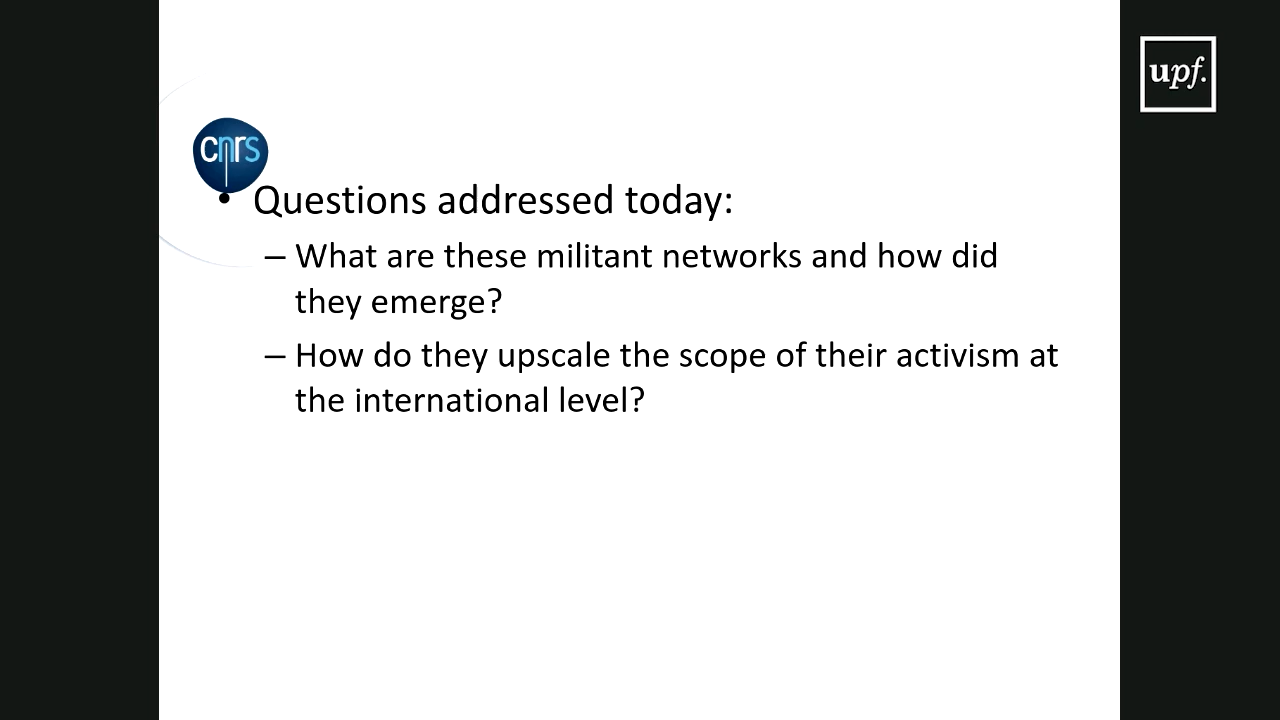 upf.
cnrs
• Questions addressed today:
– What are these militant networks and how did
they emerge?
– How do they upscale the scope of their activism at
the international level?